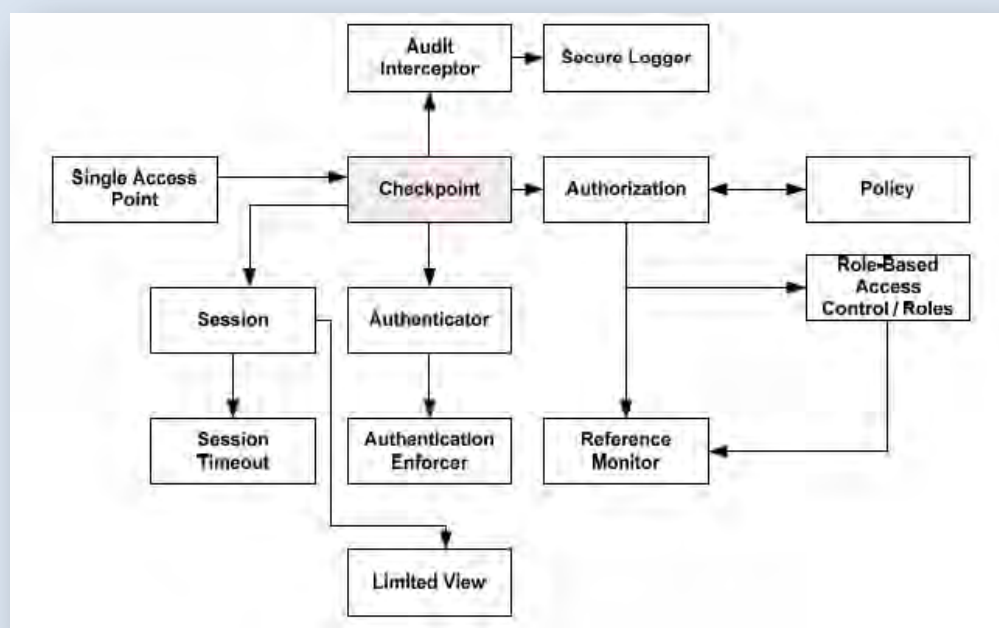 Audit
Interceptor
Secure Logger
Single Access
Point
Checkpoint
Authorization
Policy
Role-Based
Access
Control / Roles
Session
Authenticator
Session
Timeout
Authentication
Enforcer
Reference
Monitor
Limited View